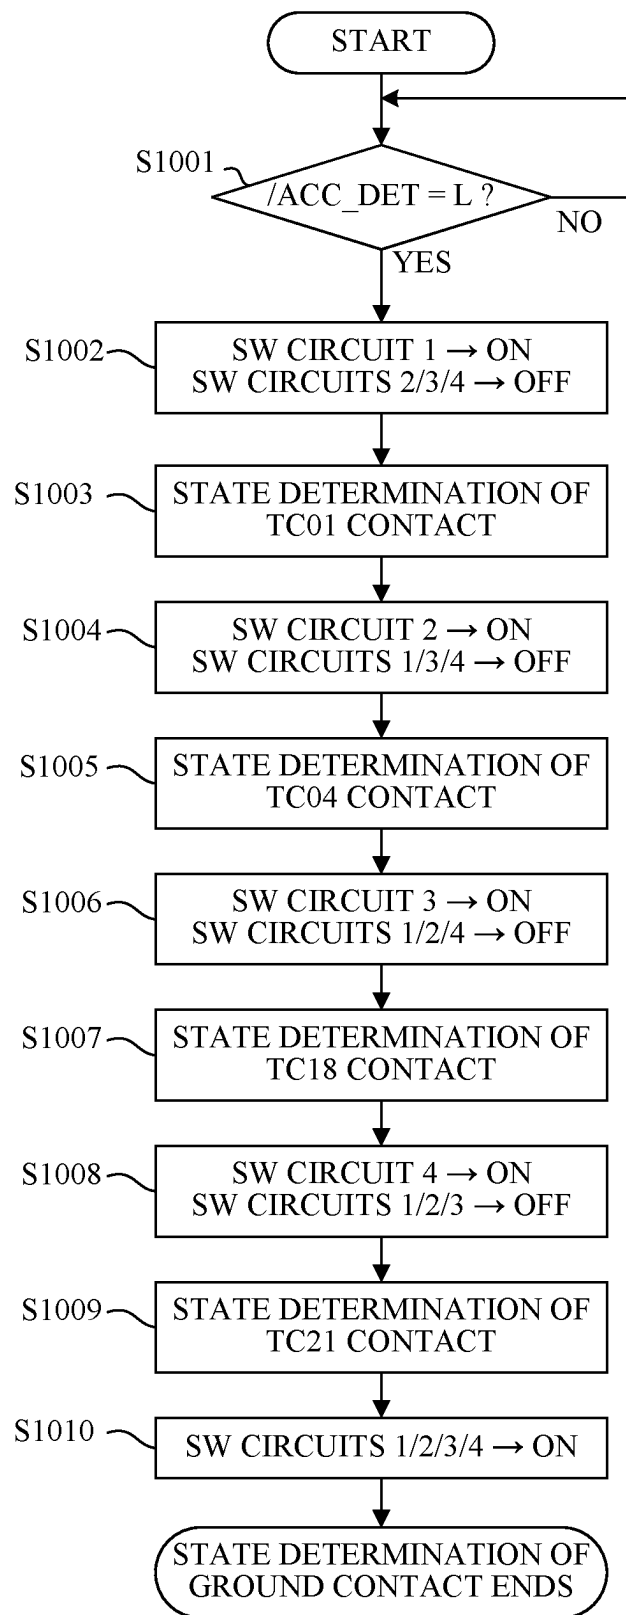 START
S1001
/ACC_DET = L ?
NO
YES
S1002
SW CIRCUIT 1 → ON
SW CIRCUITS 2/3/4 → OFF
S1003
STATE DETERMINATION OF
TC01 CONTACT
S1004
SW CIRCUIT 2 → ON
SW CIRCUITS 1/3/4 → OFF
S1005
STATE DETERMINATION OF
TC04 CONTACT
S1006
SW CIRCUIT 3 → ON
SW CIRCUITS 1/2/4 → OFF
S1007
STATE DETERMINATION OF
TC18 CONTACT
S1008
SW CIRCUIT 4 → ON
SW CIRCUITS 1/2/3 → OFF
S1009
STATE DETERMINATION OF
TC21 CONTACT
S1010
SW CIRCUITS 1/2/3/4 → ON
STATE DETERMINATION OF
GROUND CONTACT ENDS